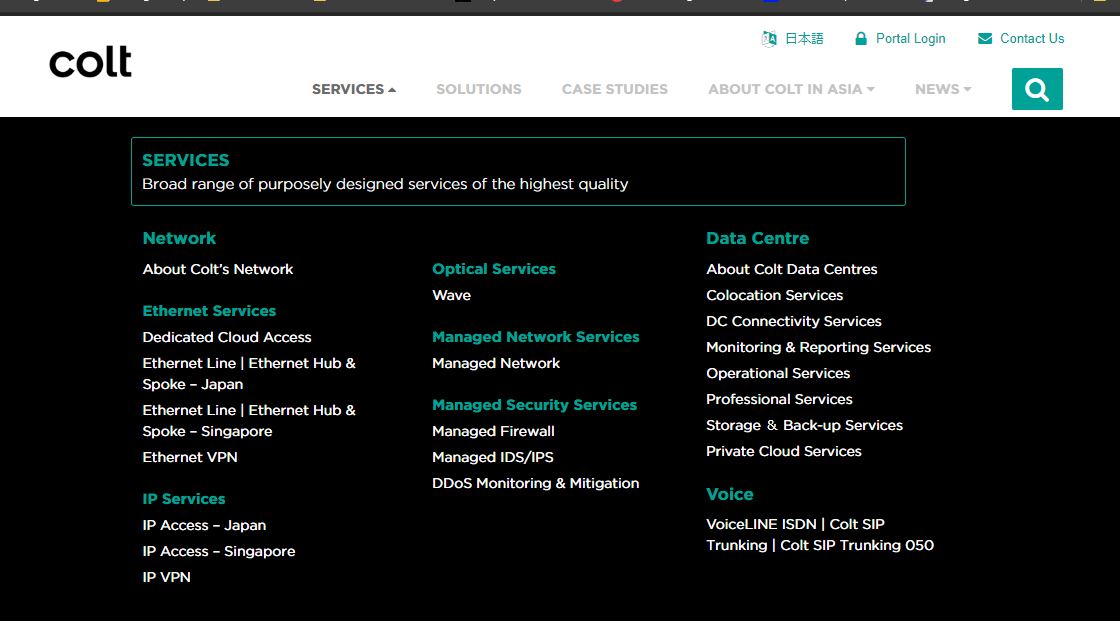 colt
日本語
Portal Login
Contact Us
SERVICES
SOLUTIONS
CASE STUDIES
ABOUT COLT IN ASIA
NEWS
SERVICES
Broad range of purposely designed services of the highest quality
Network
About Colt's Network
Ethernet Services
Dedicated Cloud Access
Ethernet Line | Ethernet Hub &
Spoke – Japan
Ethernet Line | Ethernet Hub &
Spoke – Singapore
Ethernet VPN
IP Services
IP Access – Japan
IP Access – Singapore
IP VPN
Optical Services
Wave
Managed Network Services
Managed Network
Managed Security Services
Managed Firewall
Managed IDS/IPS
DDoS Monitoring & Mitigation
Data Centre
About Colt Data Centres
Colocation Services
DC Connectivity Services
Monitoring & Reporting Services
Operational Services
Professional Services
Storage ＆ Back-up Services
Private Cloud Services
Voice
VoiceLINE ISDN | Colt SIP
Trunking | Colt SIP Trunking 050